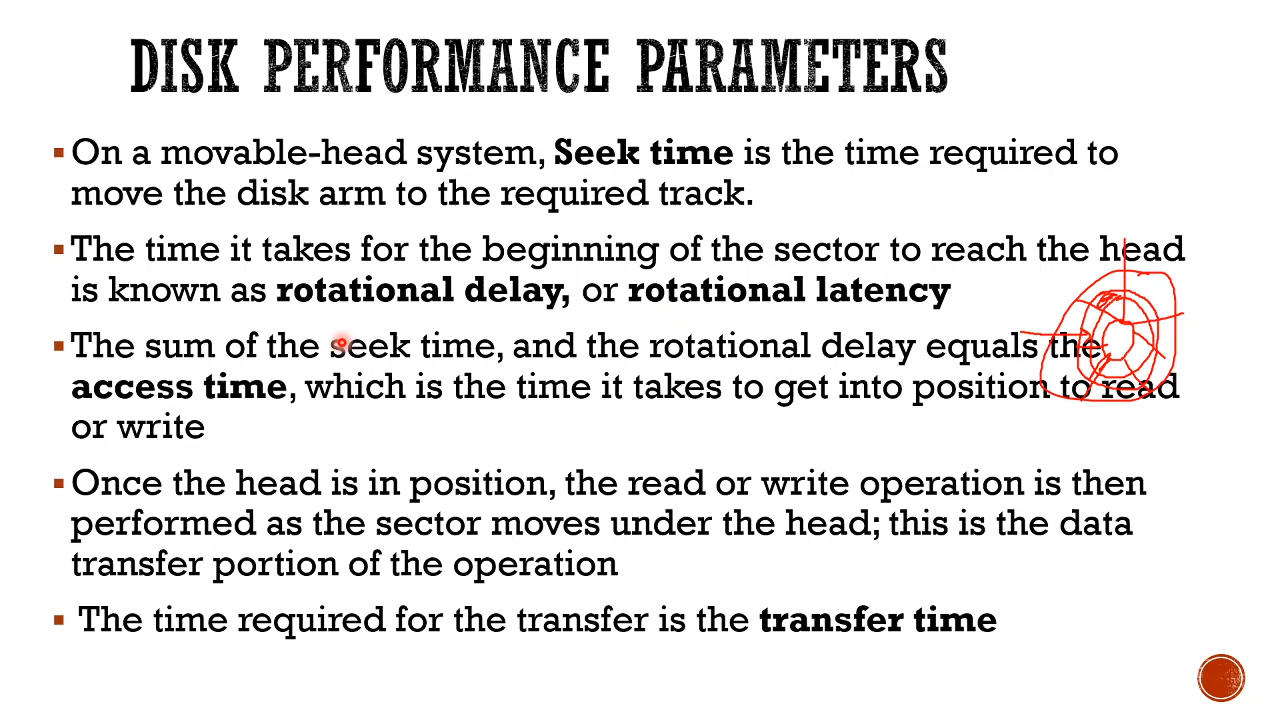 DISK PERFORMANCE PARAMETERS
▪On a movable-head system, Seek time is the time required to
move the disk arm to the required track.
▪The time it takes for the beginning of the sector to reach the head
is known as rotational delay, or rotational latency
▪The sum of the seek time, and the rotational delay equals the
access time, which is the time it takes to get into position to read
or write
▪Once the head is in position, the read or write operation is then
performed as the sector moves under the head; this is the data
transfer portion of the operation
▪ The time required for the transfer is the transfer time